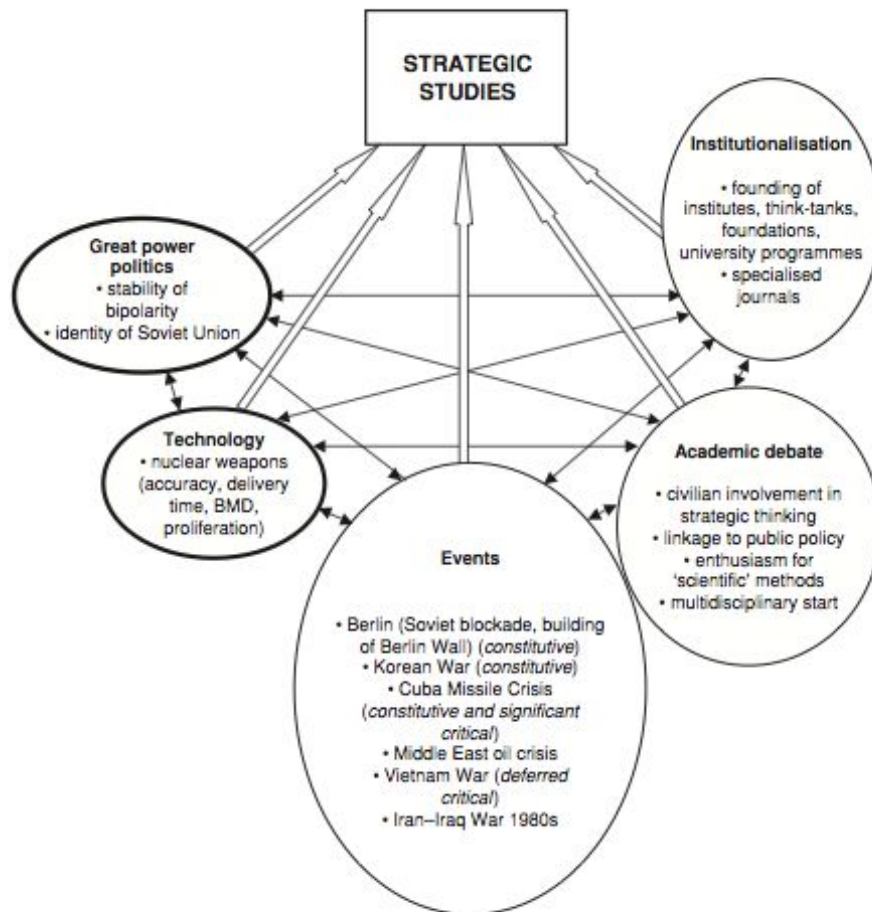 STRATEGIC
STUDIES
Institutionalisation
• founding of
institutes, think-tanks,
foundations,
university programmes
• specialised
journals
Great power
politics
• stability of
bipolarity
• identity of Soviet Union
Technology
• nuclear weapons
(accuracy, delivery
time, BMD,
proliferation)
Academic debate
• civilian involvement in
strategic thinking
• linkage to public policy
• enthusiasm for
'scientific' methods
• multidisciplinary start
Events
• Berlin (Soviet blockade, building
of Berlin Wall) (constitutive)
• Korean War (constitutive)
• Cuba Missile Crisis
(constitutive and significant
critical)
• Middle East oil crisis
• Vietnam War (deferred
critical)
• Iran–Iraq War 1980s